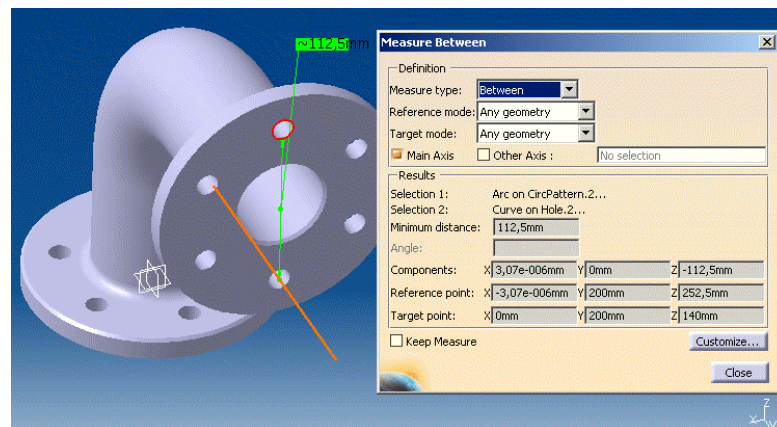 ~112,5mm
Measure Between
Definition
Measure type: Between
Reference mode: Any geometry
Target mode: Any geometry
Main Axis Other Axis : No selection
Results
Selection 1: Arc on CircPattern.2...
Selection 2: Curve on Hole.2...
Minimum distance: 112,5mm
Angle:
Components: X 3,07e-006mm Y 0mm Z -112,5mm
Reference point: X -3,07e-006mm Y 200mm Z 252,5mm
Target point: X 0mm Y 200mm Z 140mm
Keep Measure Customize...
Close
z
x y